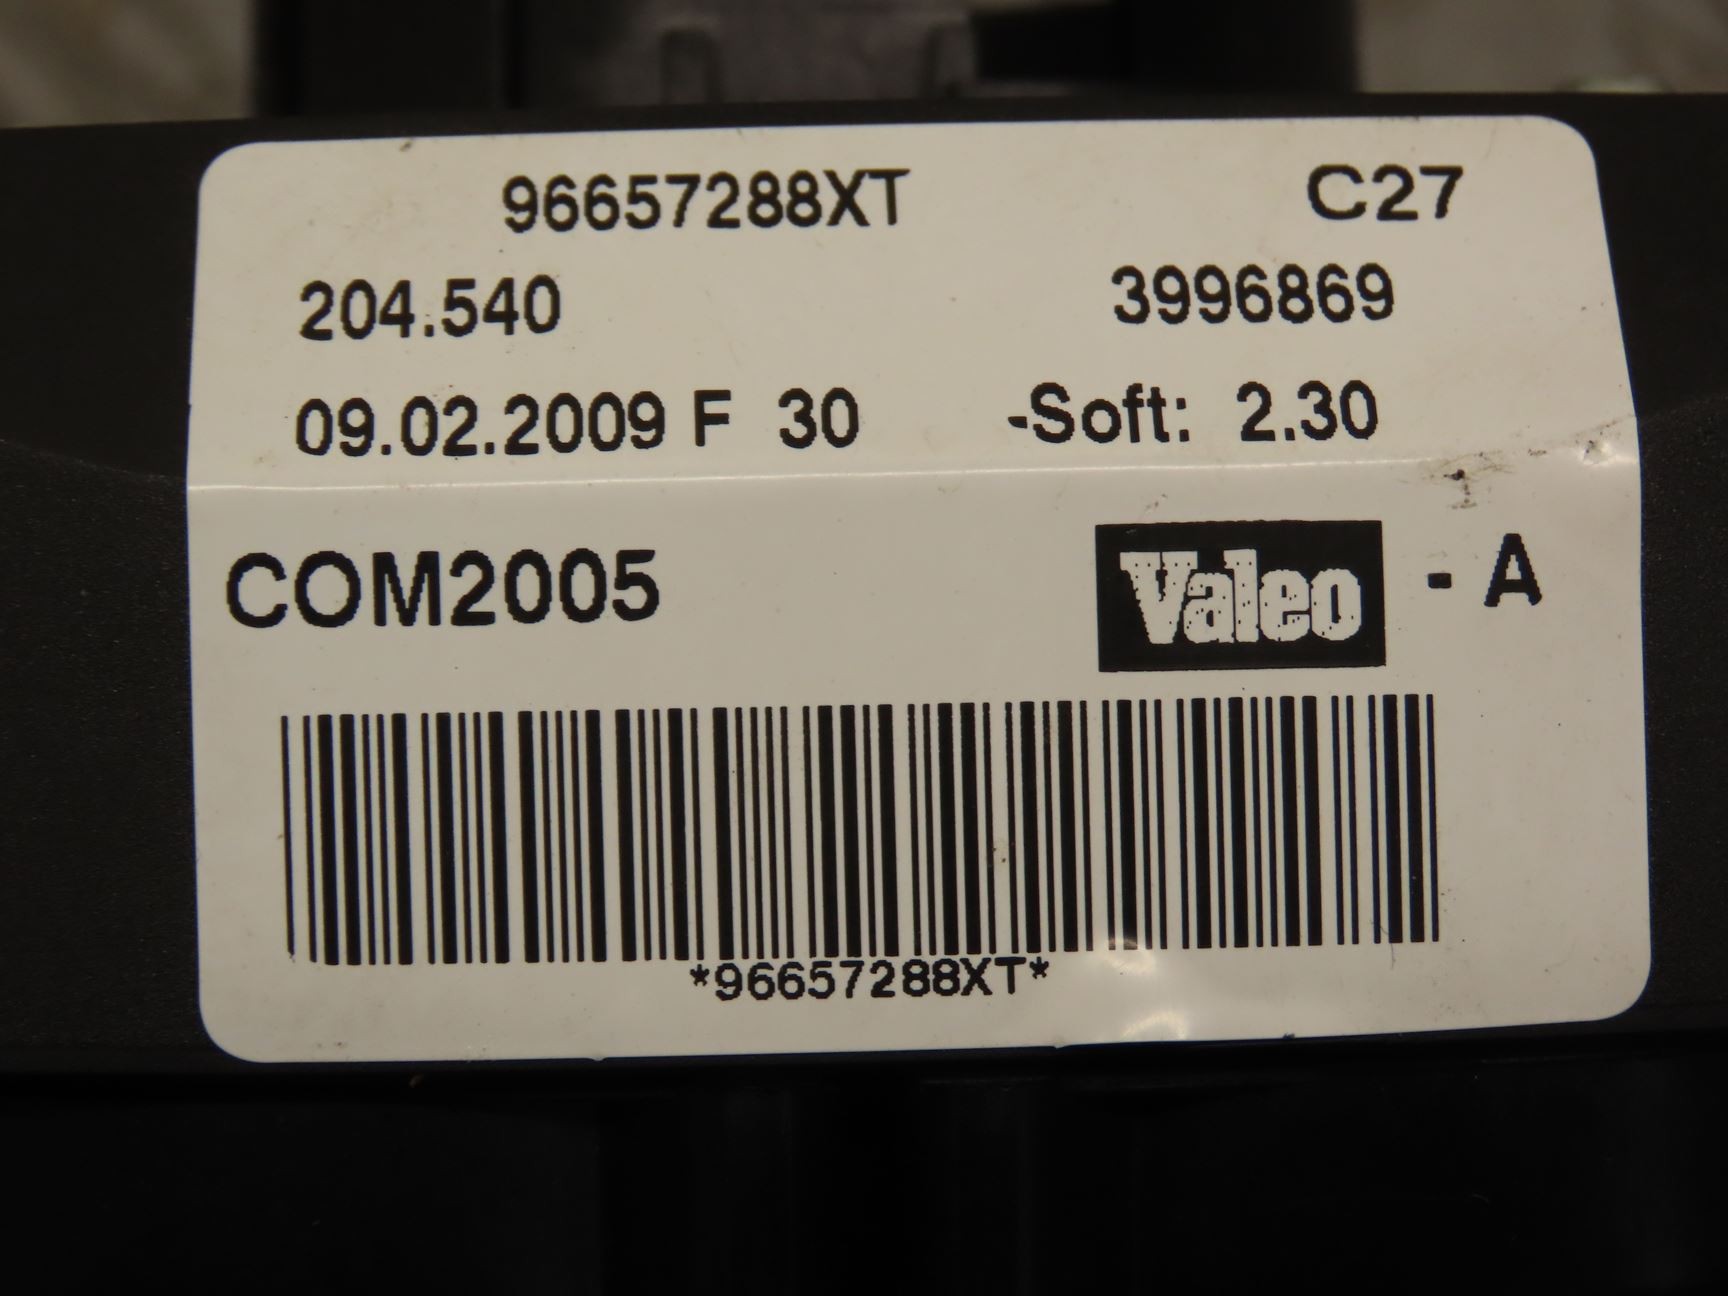 96657288XT C27
204.540 3996869
09.02.2009 F 30 -Soft: 2.30
COM2005 Valeo - A
*96657288XT*